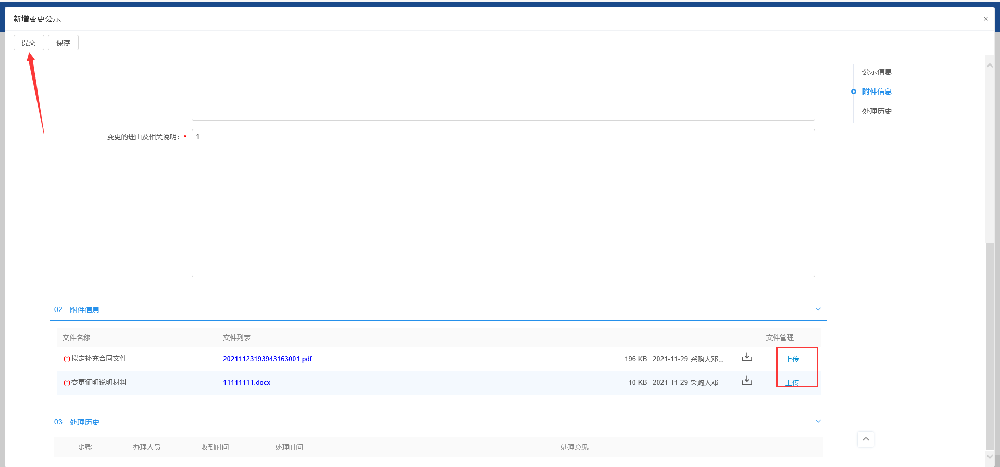 新增变更公示
×
提交 保存
公示信息
附件信息
处理历史
变更的理由及相关说明: * 1
02 附件信息
文件名称 文件列表 文件管理
(*)拟定补充合同文件 20211123193943163001.pdf 196 KB 2021-11-29 采购人邓... 上传
(*)变更证明说明材料 11111111.docx 10 KB 2021-11-29 采购人邓... 上传
03 处理历史
步骤 办理人员 收到时间 处理时间 处理意见